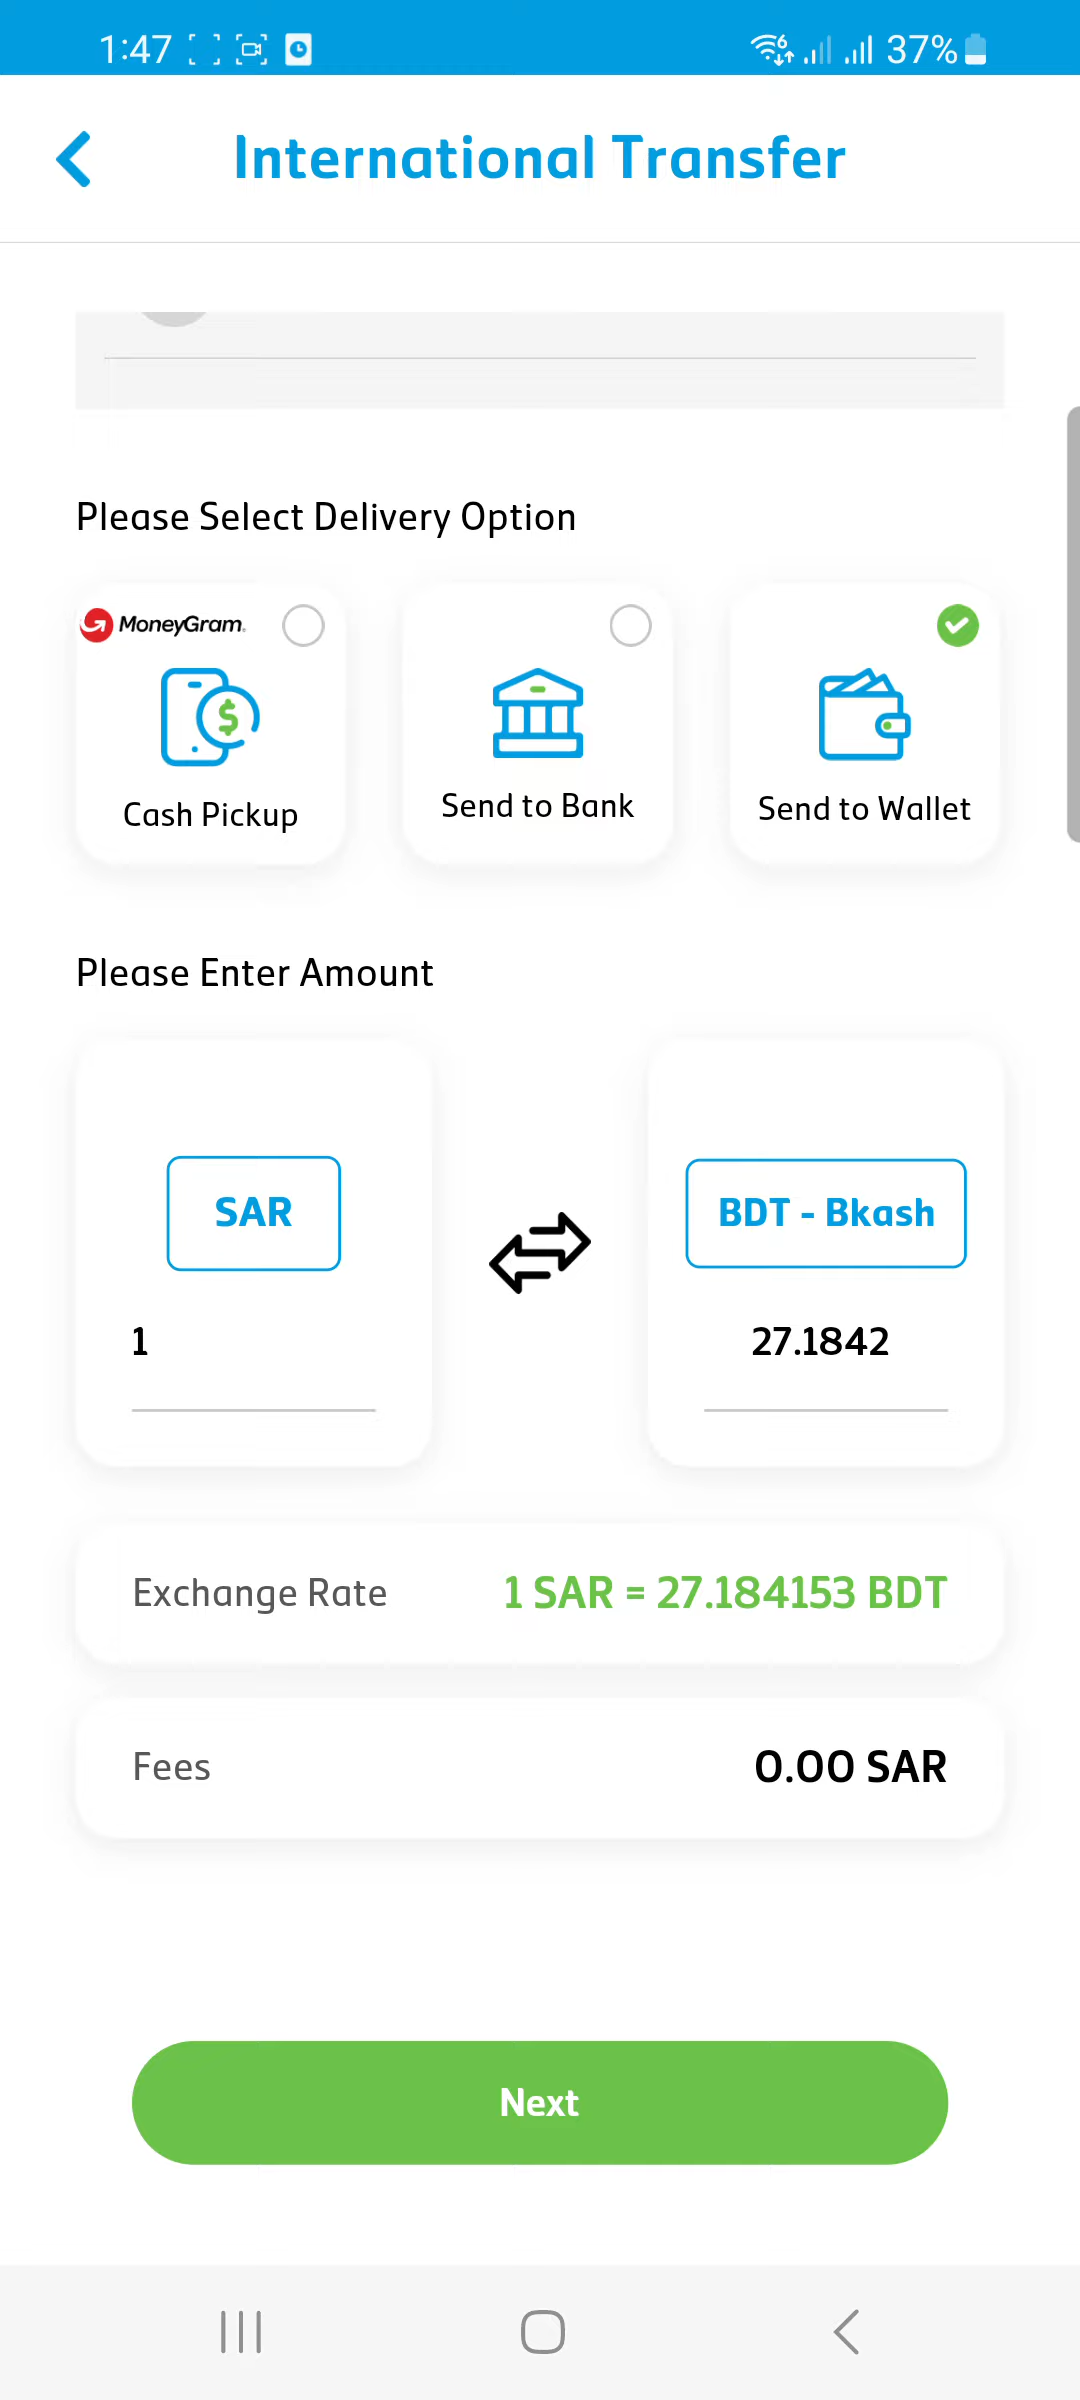 1:47
37%
International Transfer
Please Select Delivery Option
MoneyGram.
Cash Pickup
Send to Bank
Send to Wallet
Please Enter Amount
SAR
BDT - Bkash
1
27.1842
Exchange Rate
1 SAR = 27.184153 BDT
Fees
0.00 SAR
Next